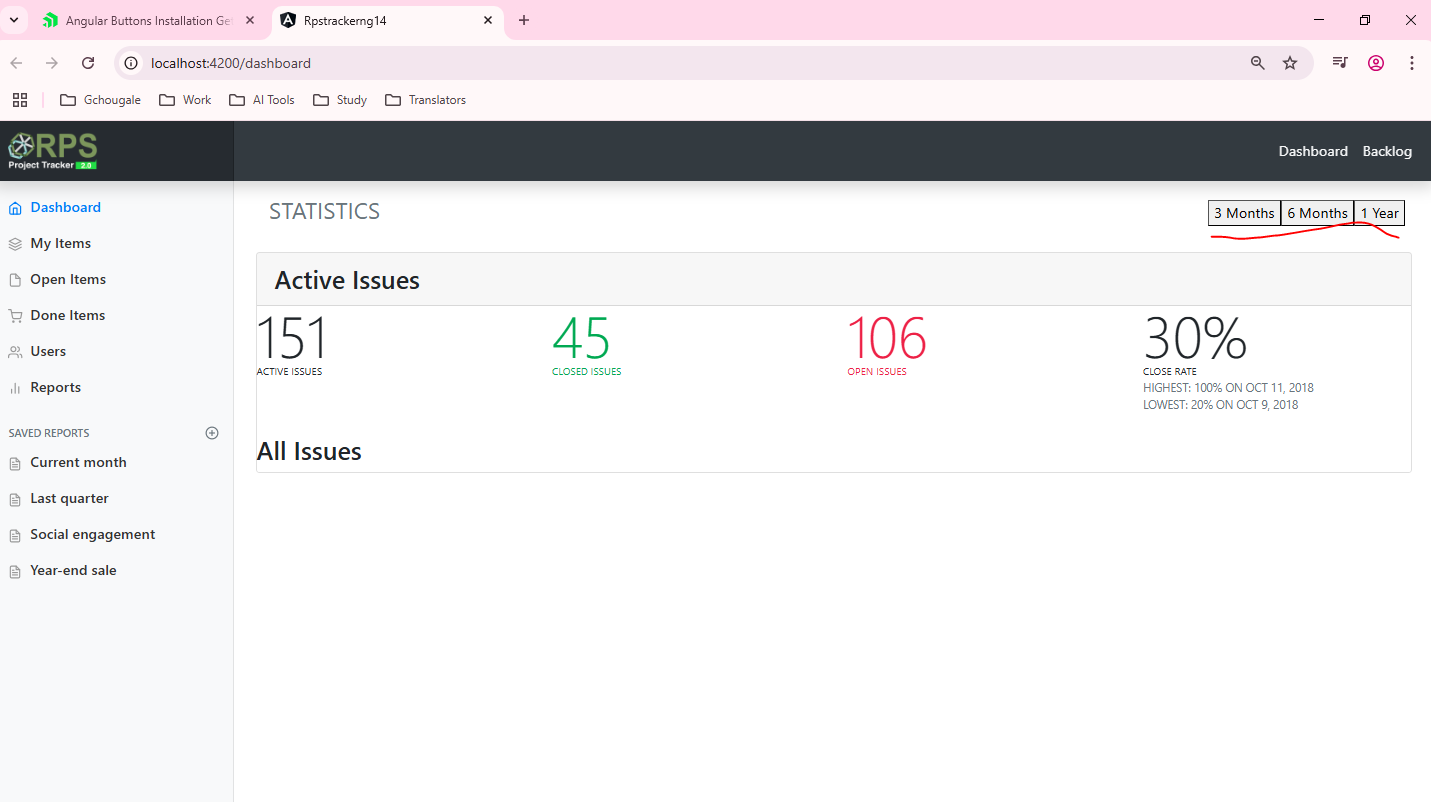 Angular Buttons Installation Ge
Rpstrackerng14
localhost:4200/dashboard
Gchougale
Work
AI Tools
Study
Translators
RPS
Project Tracker 2.0
Dashboard
Backlog
Dashboard
My Items
Open Items
Done Items
Users
Reports
SAVED REPORTS
Current month
Last quarter
Social engagement
Year-end sale
STATISTICS
3 Months
6 Months
1 Year
Active Issues
151
ACTIVE ISSUES
45
CLOSED ISSUES
106
OPEN ISSUES
30%
CLOSE RATE
HIGHEST: 100% ON OCT 11, 2018
LOWEST: 20% ON OCT 9, 2018
All Issues